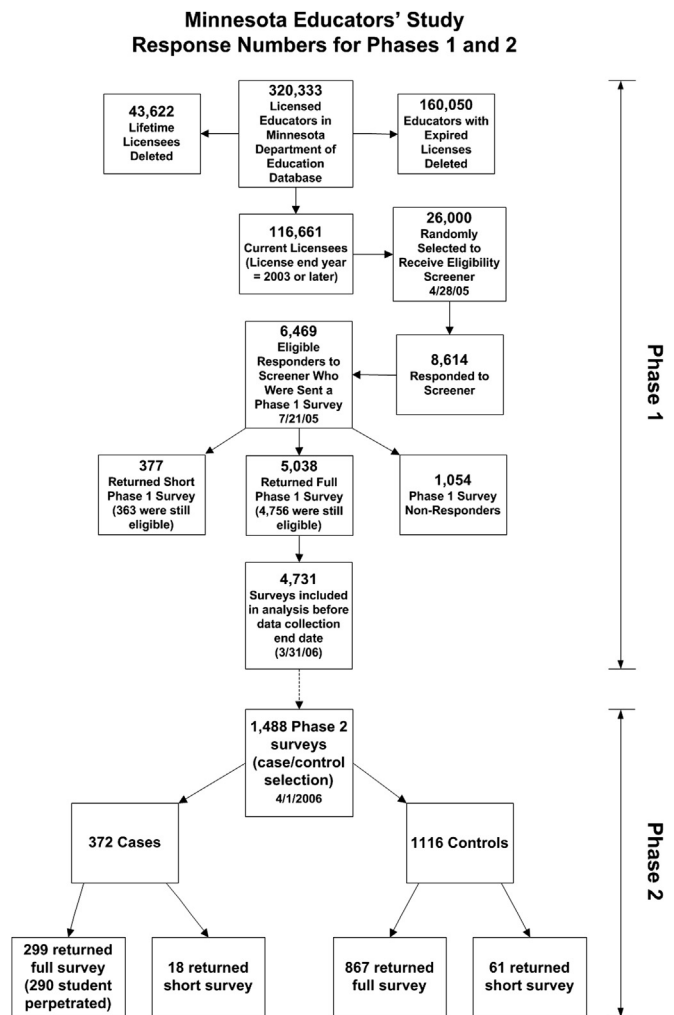 Minnesota Educators’ Study
Response Numbers for Phases 1 and 2
43,622
Lifetime
Licensees
Deleted
320,333
Licensed
Educators in
Minnesota
Department of
Education
Database
160,050
Educators with
Expired
Licenses
Deleted
116,661
Current Licensees
(License end year
= 2003 or later)
26,000
Randomly
Selected to
Receive Eligibility
Screener
4/28/05
6,469
Eligible
Responders to
Screener Who
Were Sent a
Phase 1 Survey
7/21/05
8,614
Responded to
Screener
Phase 1
377
Returned Short
Phase 1 Survey
(363 were still
eligible)
5,038
Returned Full
Phase 1 Survey
(4,756 were still
eligible)
1,054
Phase 1 Survey
Non-Responders
4,731
Surveys included
in analysis before
data collection
end date
(3/31/06)
1,488 Phase 2
surveys
(case/control
selection)
4/1/2006
372 Cases
1116 Controls
Phase 2
299 returned
full survey
(290 student
perpetrated)
18 returned
short survey
867 returned
full survey
61 returned
short survey